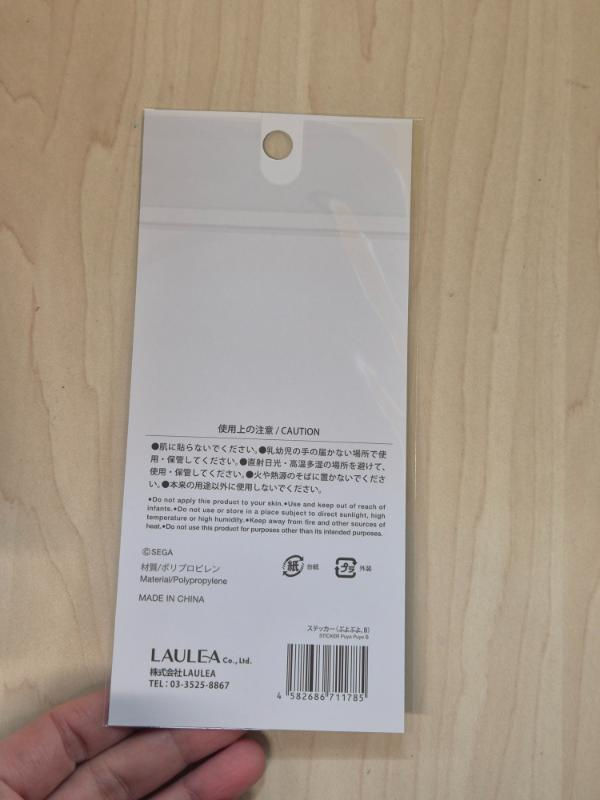 使用上の注意 / CAUTION
●肌に貼らないでください。●乳幼児の手の届かない場所で使
用・保管してください。●直射日光・高温多湿の場所を避けて、
使用・保管してください。●火や熱源のそばに置かないでくださ
い。●本来の用途以外に使用しないでください。
●Do not apply this product to your skin.●Use and keep out of reach of
infants.●Do not use or store in a place subject to direct sunlight, high
temperature or high humidity.●Keep away from fire and other sources of
heat.●Do not use this product for purposes other than its intended purposes.
©SEGA
材質/ポリプロピレン
Material/Polypropylene
MADE IN CHINA
紙 台紙
プラ 外装
ステッカー(ぷよぷよ_B)
STICKER Puyo Puyo B
LAULEA Co., Ltd.
株式会社LAULEA
TEL : 03-3525-8867
4 582686 711785